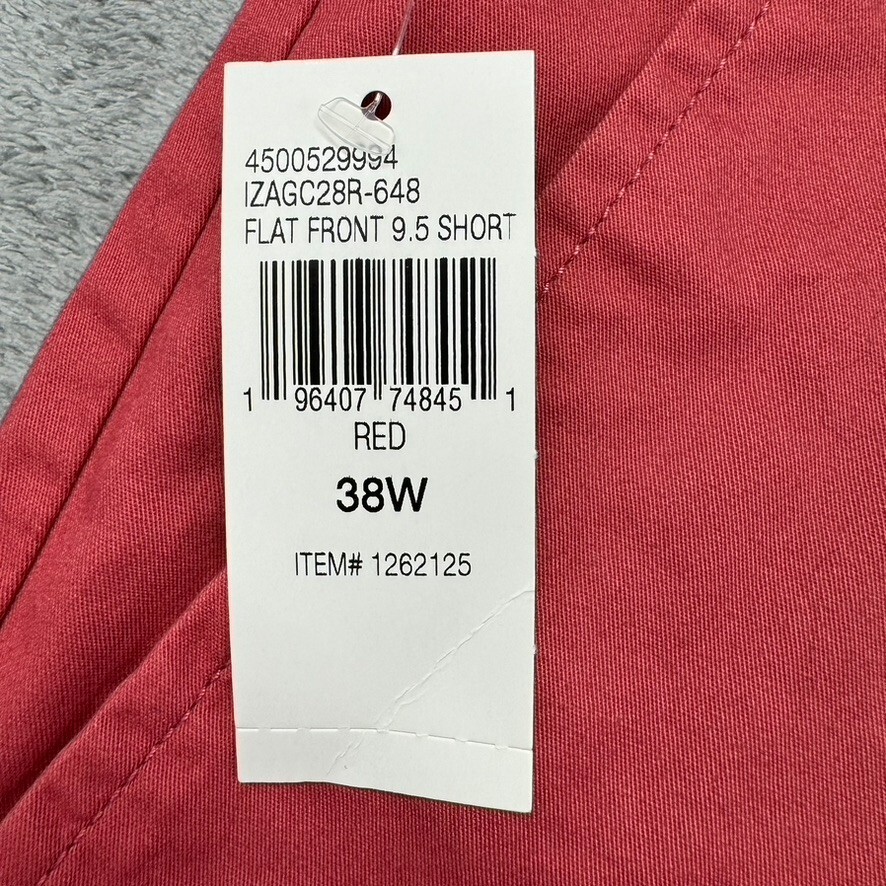 4500529994
IZAGC28R-648
FLAT FRONT 9.5 SHORT
1 96407 74845 1
RED
38W
ITEM# 1262125